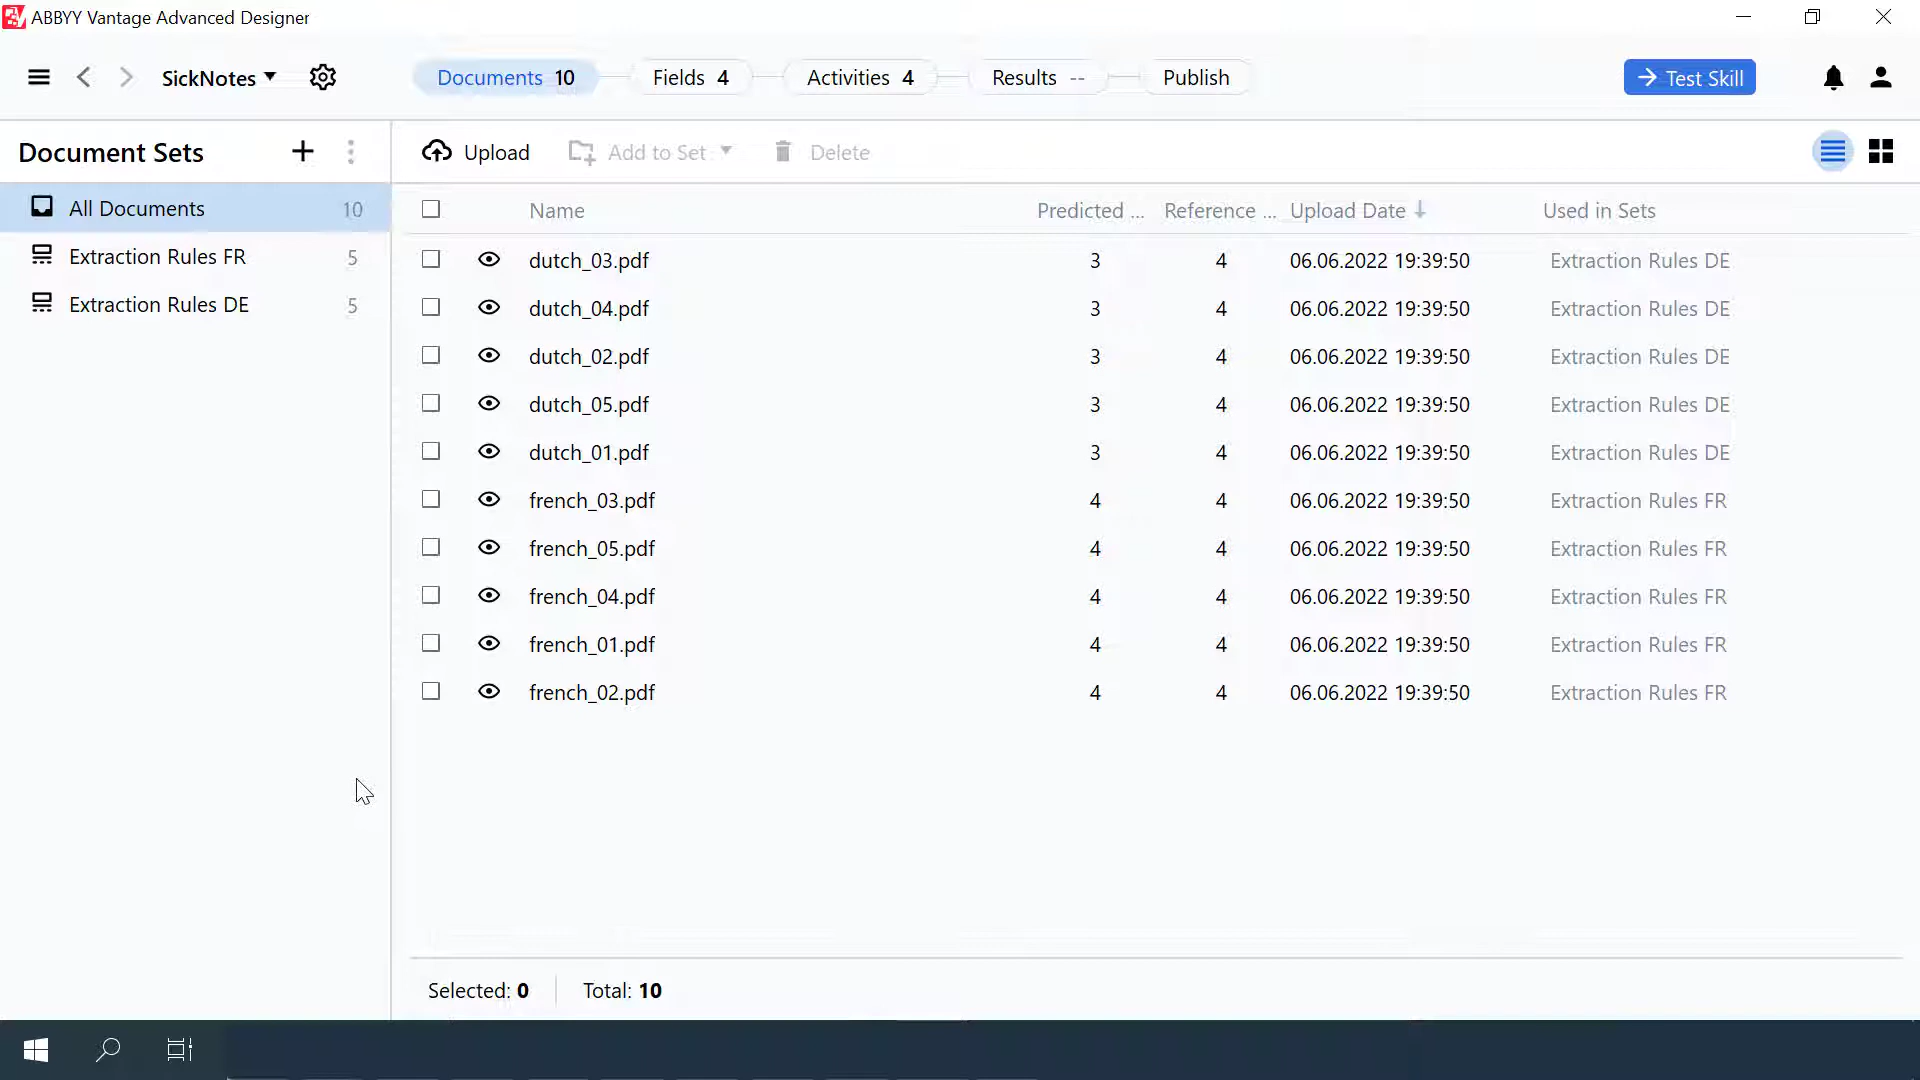 ABBYY Vantage Advanced Designer
SickNotes
Documents 10
Fields 4
Activities 4
Results --
Publish
Test Skill
Document Sets
Upload
Add to Set
Delete
All Documents 10
Extraction Rules FR 5
Extraction Rules DE 5
Name Predicted ... Reference ... Upload Date Used in Sets
dutch_03.pdf 3 4 06.06.2022 19:39:50 Extraction Rules DE
dutch_04.pdf 3 4 06.06.2022 19:39:50 Extraction Rules DE
dutch_02.pdf 3 4 06.06.2022 19:39:50 Extraction Rules DE
dutch_05.pdf 3 4 06.06.2022 19:39:50 Extraction Rules DE
dutch_01.pdf 3 4 06.06.2022 19:39:50 Extraction Rules DE
french_03.pdf 4 4 06.06.2022 19:39:50 Extraction Rules FR
french_05.pdf 4 4 06.06.2022 19:39:50 Extraction Rules FR
french_04.pdf 4 4 06.06.2022 19:39:50 Extraction Rules FR
french_01.pdf 4 4 06.06.2022 19:39:50 Extraction Rules FR
french_02.pdf 4 4 06.06.2022 19:39:50 Extraction Rules FR
Selected: 0
Total: 10